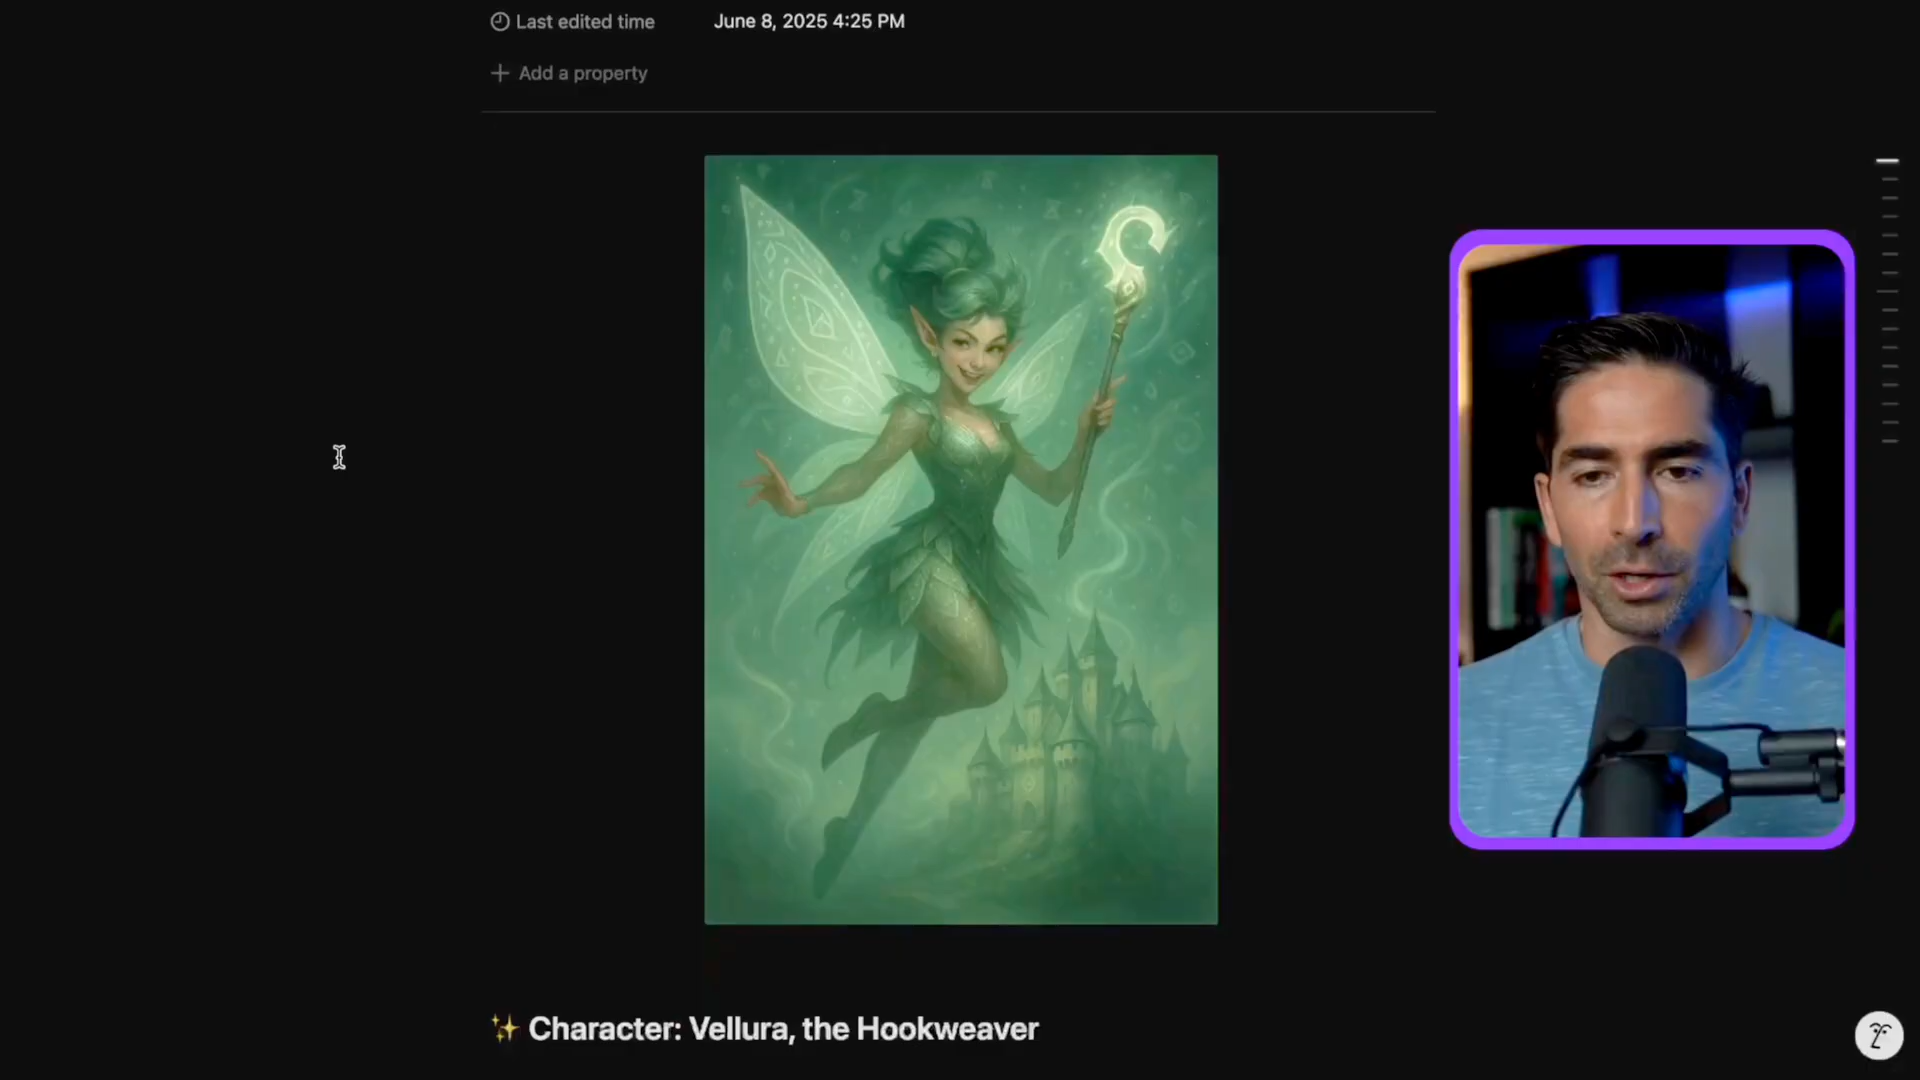 Last edited time June 8, 2025 4:25 PM
Add a property
✨ Character: Vellura, the Hookweaver